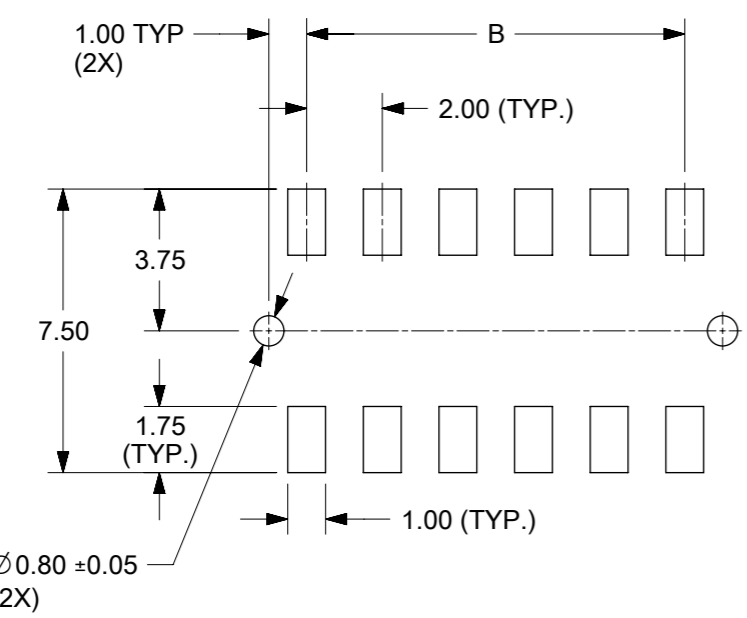 1.00 TYP
(2X)
B
2.00 (TYP.)
3.75
7.50
1.75
(TYP.)
1.00 (TYP.)
∅0.80 ±0.05
2X)